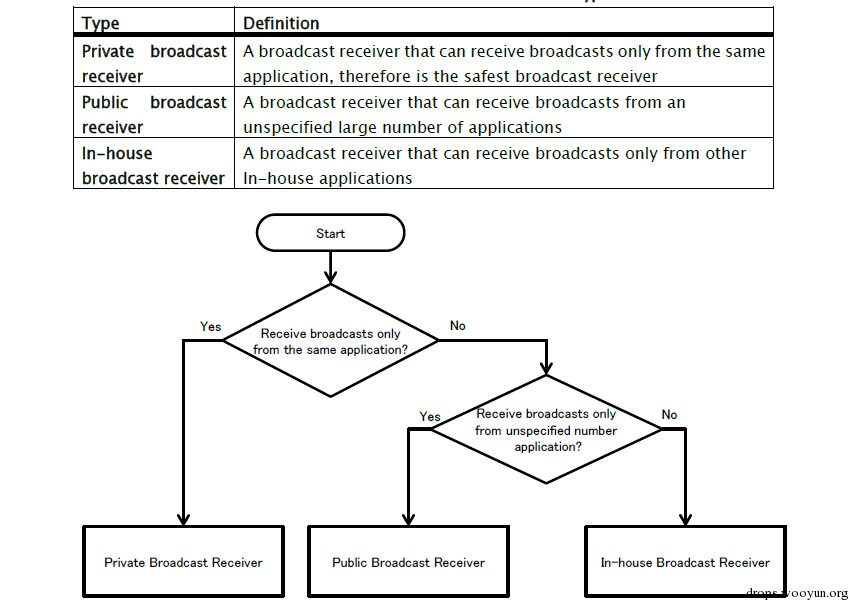 Type Definition
Private broadcast A broadcast receiver that can receive broadcasts only from the same
receiver application, therefore is the safest broadcast receiver
Public broadcast A broadcast receiver that can receive broadcasts from an
receiver unspecified large number of applications
In-house A broadcast receiver that can receive broadcasts only from other
broadcast receiver In-house applications
Start
Yes
No
Receive broadcasts only
from the same application?
Yes
No
Receive broadcasts only
from unspecified number
application?
Private Broadcast Receiver
Public Broadcast Receiver
In-house Broadcast Receiver
drops.wooyun.org